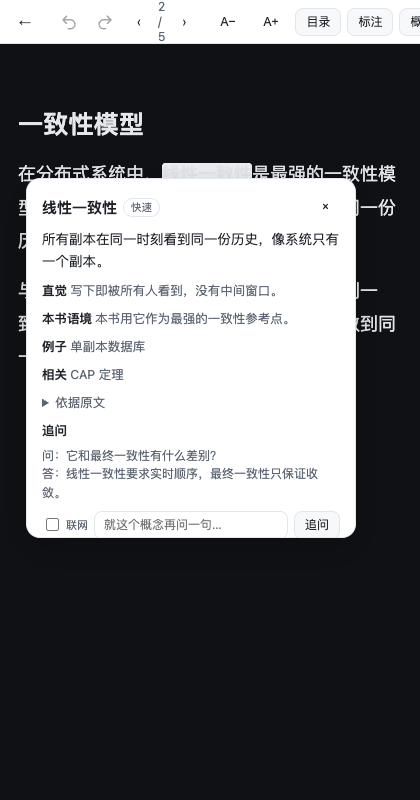 ← ‹ 2 / 5 › A− A+ 目录 标注
一致性模型
在分布式系统中，线性一致性是最强的一致性模
线性一致性 快速 ×
所有副本在同一时刻看到同一份历史，像系统只有
一个副本。
直觉 写下即被所有人看到，没有中间窗口。
本书语境 本书用它作为最强的一致性参考点。
例子 单副本数据库
相关 CAP 定理
▶ 依据原文
追问
问：它和最终一致性有什么差别?
答：线性一致性要求实时顺序，最终一致性只保证收
敛。
联网 就这个概念再问一句… 追问